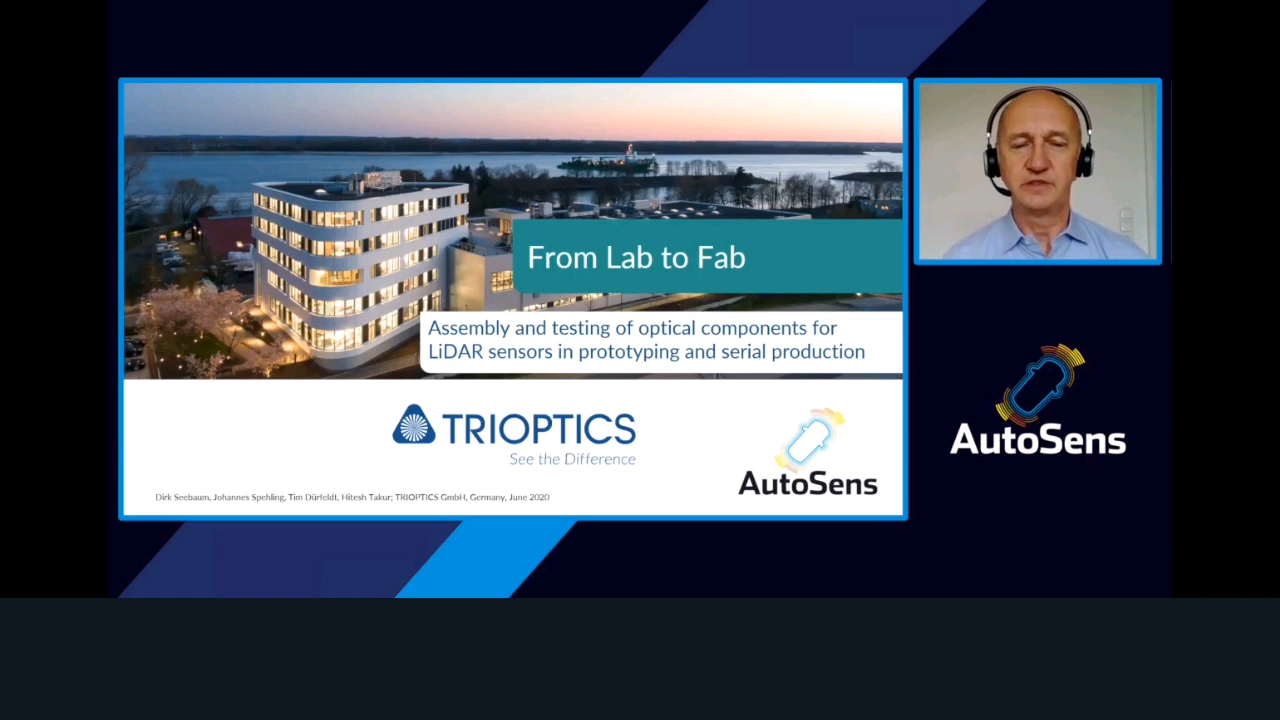 From Lab to Fab
Assembly and testing of optical components for
LiDAR sensors in prototyping and serial production
TRIOPTICS
See the Difference
AutoSens
Dirk Seebaum, Johannes Spehling, Tim Dürfeldt, Hitesh Takur; TRIOPTICS GmbH, Germany, June 2020
AutoSens